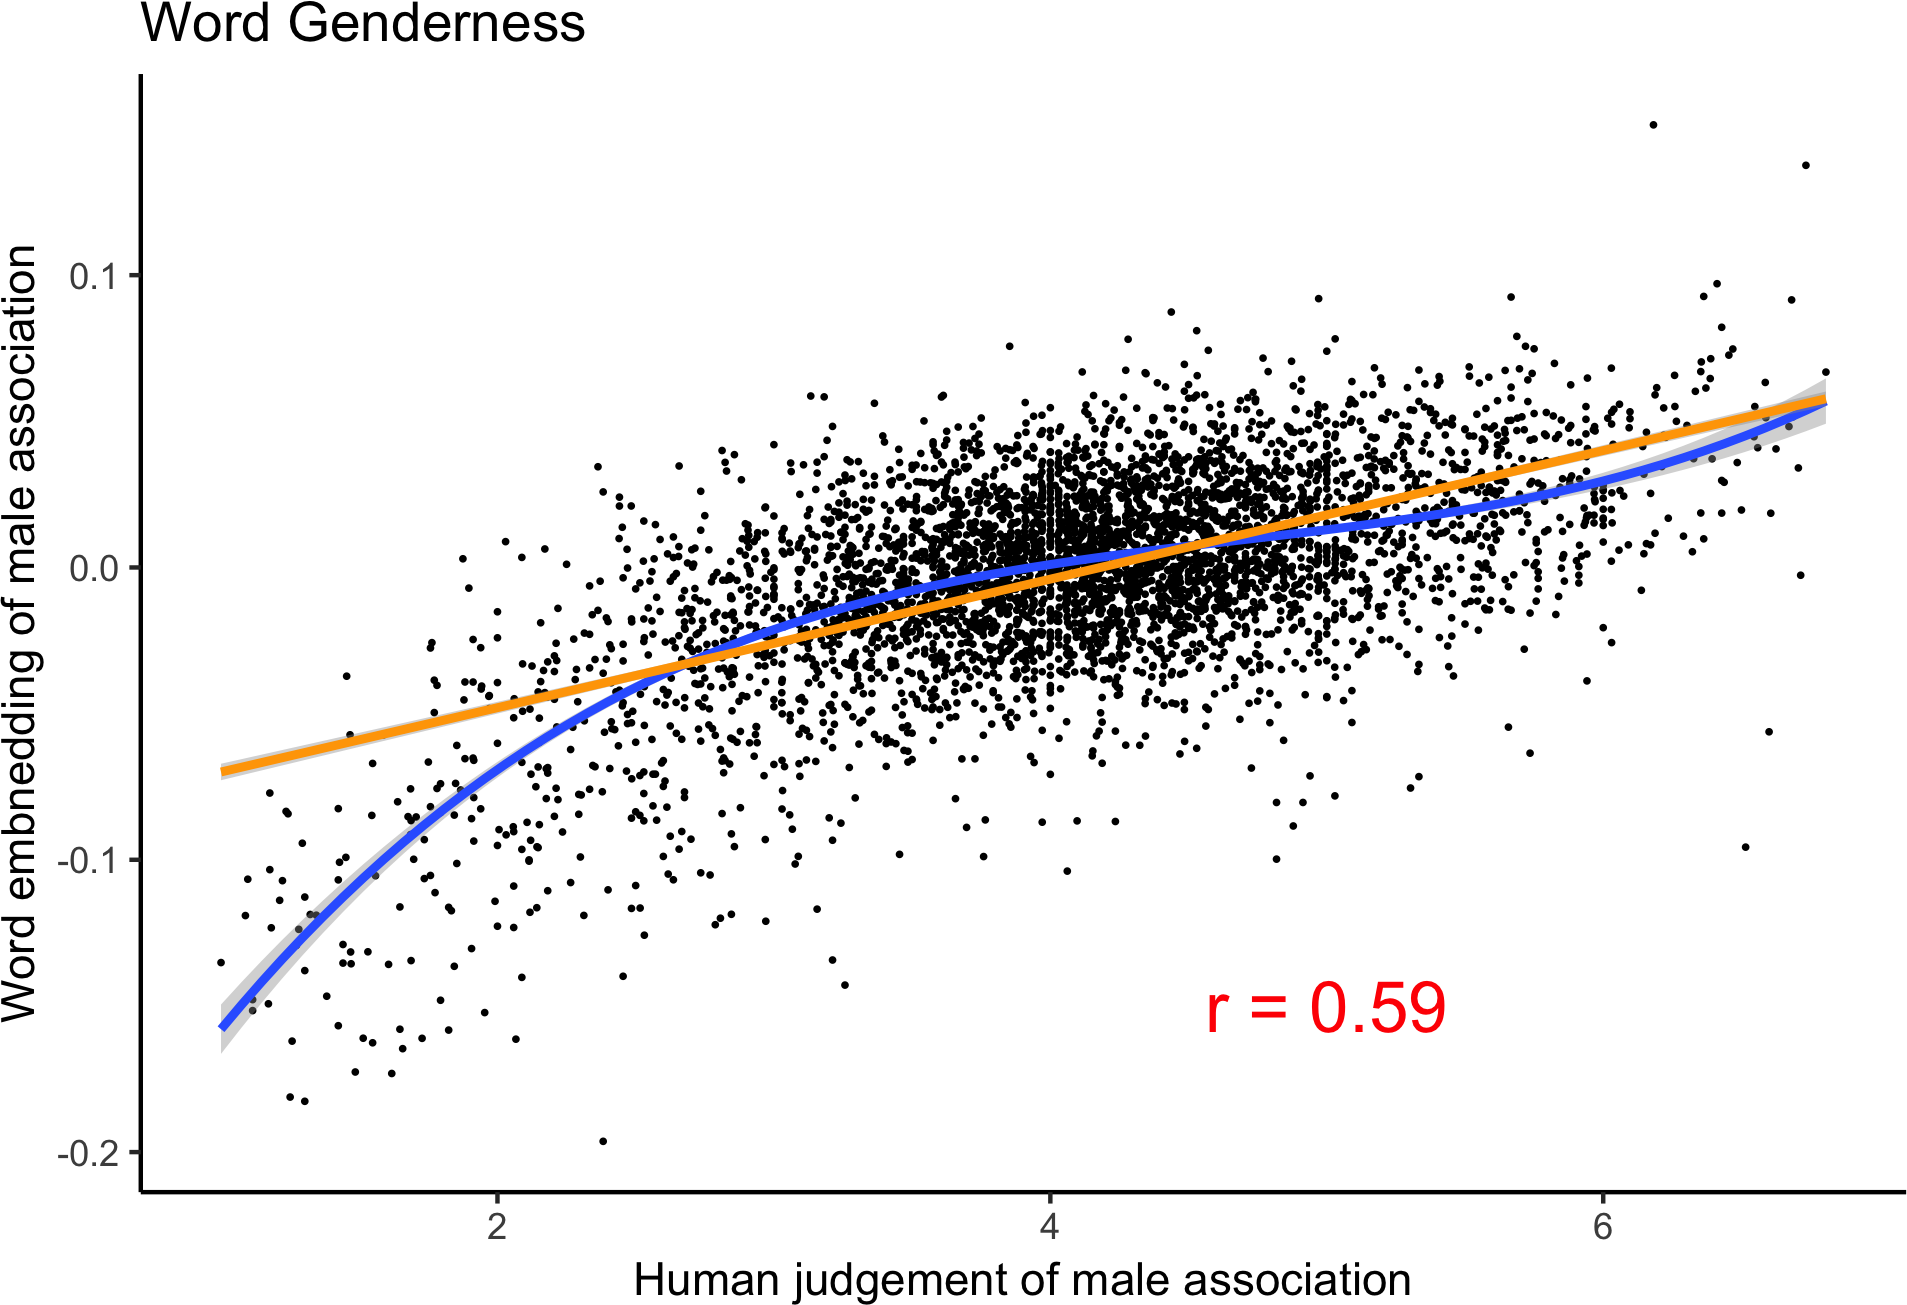 Word Genderness
Word embnedding of male association
0.1
0.0
-0.1
-0.2
r = 0.59
2
4
6
Human judgement of male association